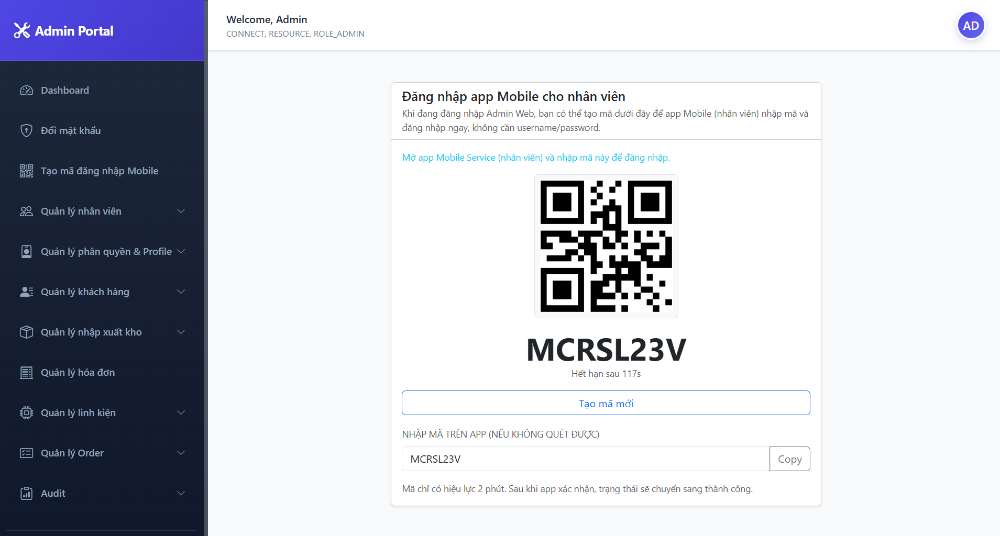 Admin Portal
Dashboard
Đổi mật khẩu
Tạo mã đăng nhập Mobile
Quản lý nhân viên
Quản lý phân quyền & Profile
Quản lý khách hàng
Quản lý nhập xuất kho
Quản lý hóa đơn
Quản lý linh kiện
Quản lý Order
Audit
Welcome, Admin
CONNECT, RESOURCE, ROLE_ADMIN
AD
Đăng nhập app Mobile cho nhân viên
Khi đang đăng nhập Admin Web, bạn có thể tạo mã dưới đây để app Mobile (nhân viên) nhập mã và
đăng nhập ngay, không cần username/password.
Mở app Mobile Service (nhân viên) và nhập mã này để đăng nhập.
MCRSL23V
Hết hạn sau 117s
Tạo mã mới
NHẬP MÃ TRÊN APP (NẾU KHÔNG QUÉT ĐƯỢC)
MCRSL23V
Copy
Mã chỉ có hiệu lực 2 phút. Sau khi app xác nhận, trạng thái sẽ chuyển sang thành công.